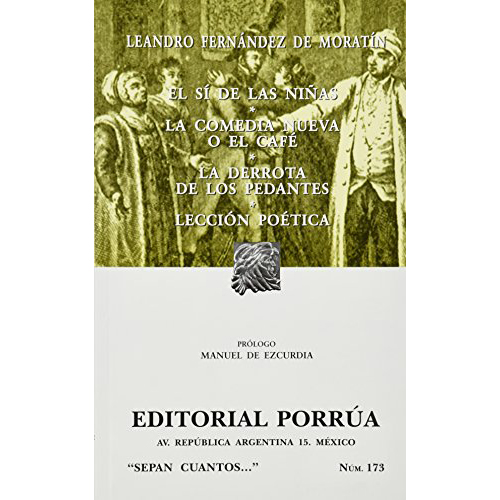 LEANDRO FERNÁNDEZ DE MORATÍN
EL SÍ DE LAS NIÑAS
*
LA COMEDIA NUEVA
O EL CAFÉ
*
LA DERROTA
DE LOS PEDANTES
*
LECCIÓN POÉTICA
PRÓLOGO
MANUEL DE EZCURDIA
EDITORIAL PORRÚA
AV. REPÚBLICA ARGENTINA 15. MÉXICO
“SEPAN CUANTOS...” NÚM. 173